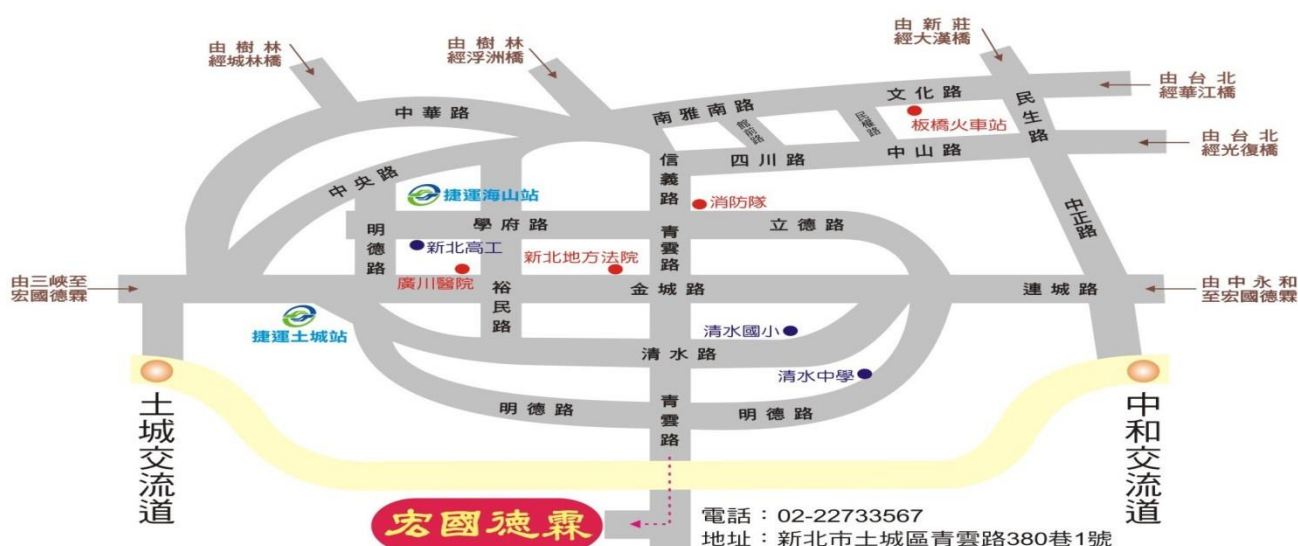 由樹林
經城林橋
由樹林
經浮洲橋
由新莊
經大漢橋
由台北
經華江橋
由台北
經光復橋
中華路
南雅南路
文化路
民生路
館前路
民權路
板橋火車站
信義路
四川路
中山路
中央路
捷運海山站
消防隊
中正路
明德路
學府路
青雲路
立德路
新北高工
廣川醫院
新北地方法院
由三峽至
宏國德霖
裕民路
金城路
連城路
由中永和
至宏國德霖
捷運土城站
清水國小
清水路
清水中學
明德路
青雲路
明德路
土城交流道
中和交流道
宏國德霖
電話：02-22733567
地址：新北市土城區青雲路380巷1號